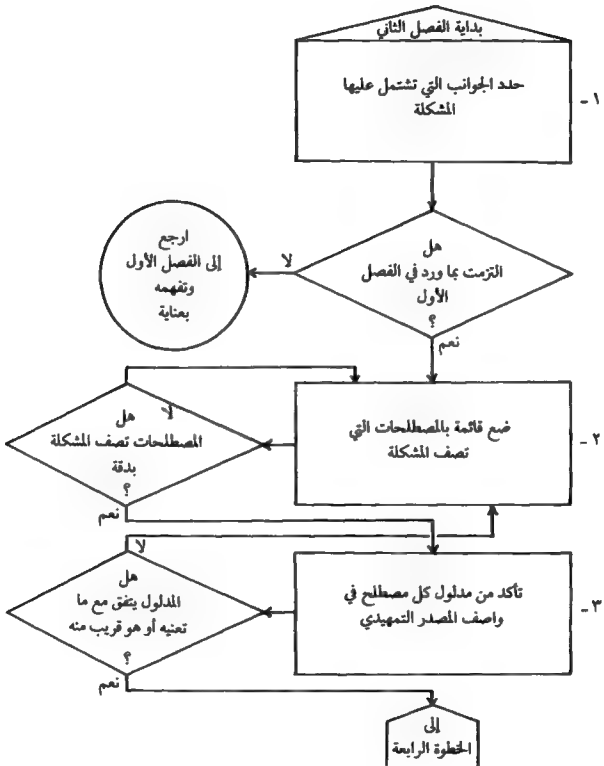 بداية الفصل الثاني
١ -
حدد الجوانب التي تشتمل عليها
المشكلة
هل
التزمت بما ورد في الفصل
الأول
؟
لا
ارجع
إلى الفصل الأول
وتفهمه
بعناية
نعم
٢ -
ضع قائمة بالمصطلحات التي
تصف المشكلة
هل
المصطلحات تصف المشكلة
بدقة
؟
لا
نعم
٣ -
تأكد من مدلول كل مصطلح في
واصف المصدر التمهيدي
هل
المدلول يتفق مع ما
تعنيه أو هو قريب منه
؟
لا
نعم
إلى
الخطوة الرابعة